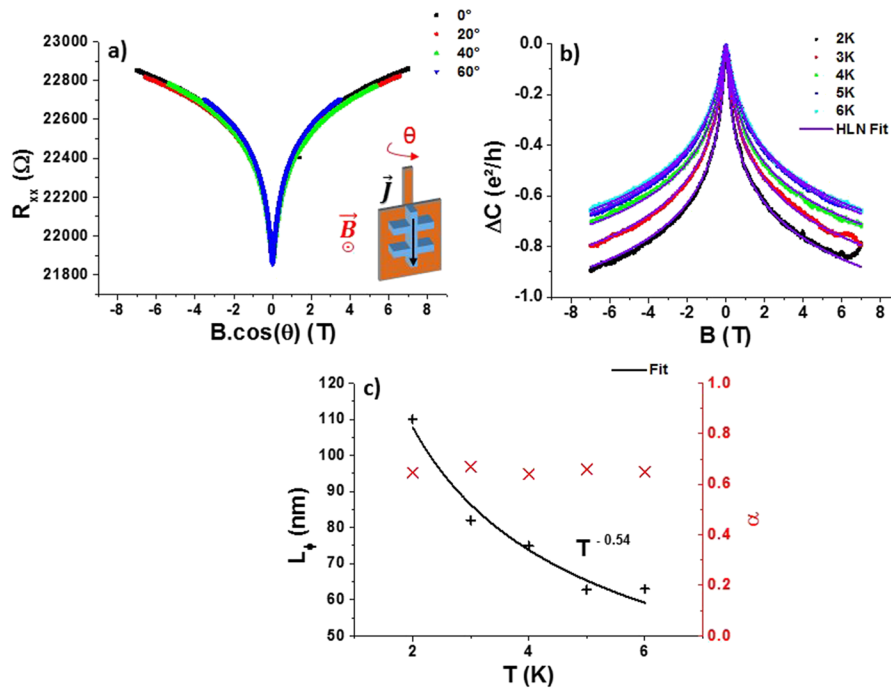 a)
0°
20°
40°
60°
23000
22800
22600
22400
22200
22000
21800
R_xx (Ω)
-8 -6 -4 -2 0 2 4 6 8
B.cos(θ) (T)
θ
j
B
b)
2K
3K
4K
5K
6K
HLN Fit
0.0
-0.2
-0.4
-0.6
-0.8
-1.0
ΔC (e²/h)
-8 -6 -4 -2 0 2 4 6 8
B (T)
c)
Fit
120
110
100
90
80
70
60
50
L_ϕ (nm)
T^-0.54
1.0
0.8
0.6
0.4
0.2
0.0
α
2 4 6
T (K)